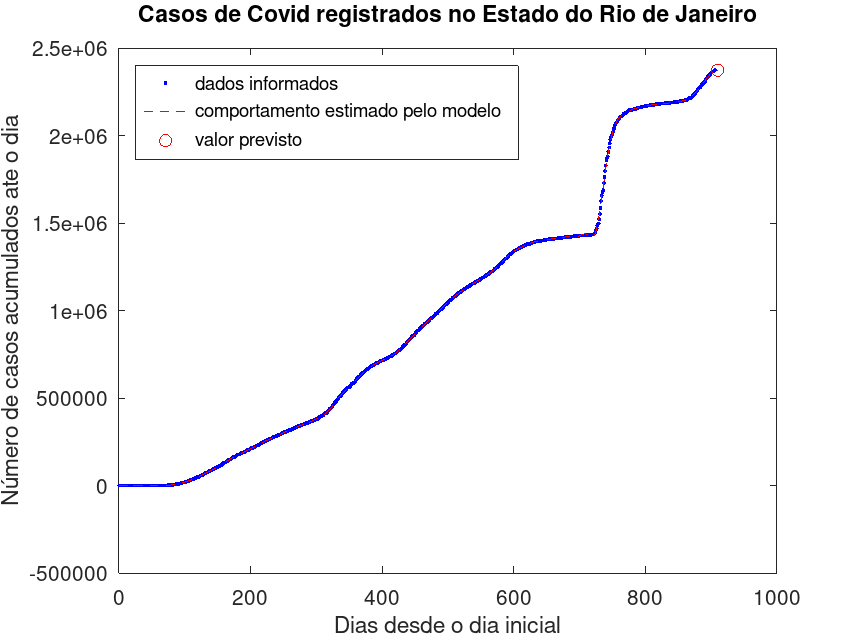 Casos de Covid registrados no Estado do Rio de Janeiro
2.5e+06
2e+06
1.5e+06
1e+06
500000
0
-500000
Número de casos acumulados ate o dia
dados informados
comportamento estimado pelo modelo
valor previsto
0 200 400 600 800 1000
Dias desde o dia inicial